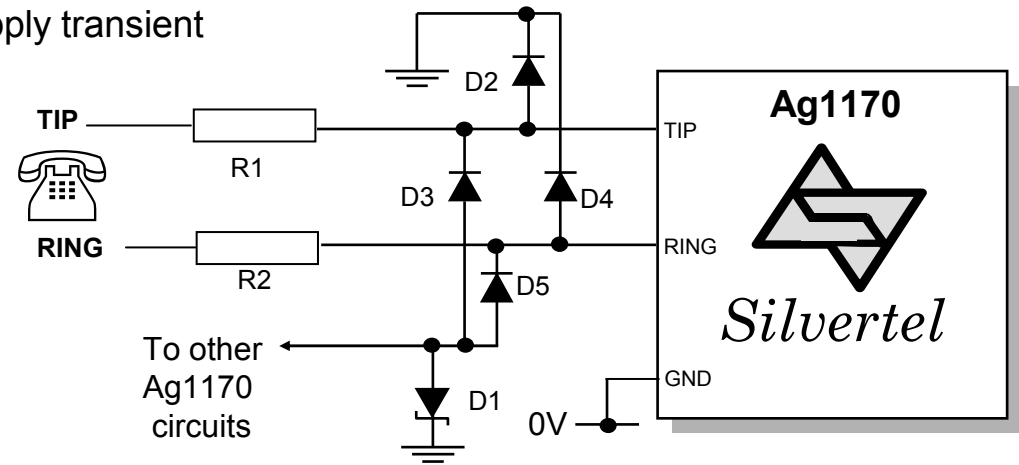 pply transient
D2
Ag1170
TIP
TIP
R1
D3
D4
RING
RING
R2
D5
Silvertel
To other
Ag1170
circuits
D1
GND
0V